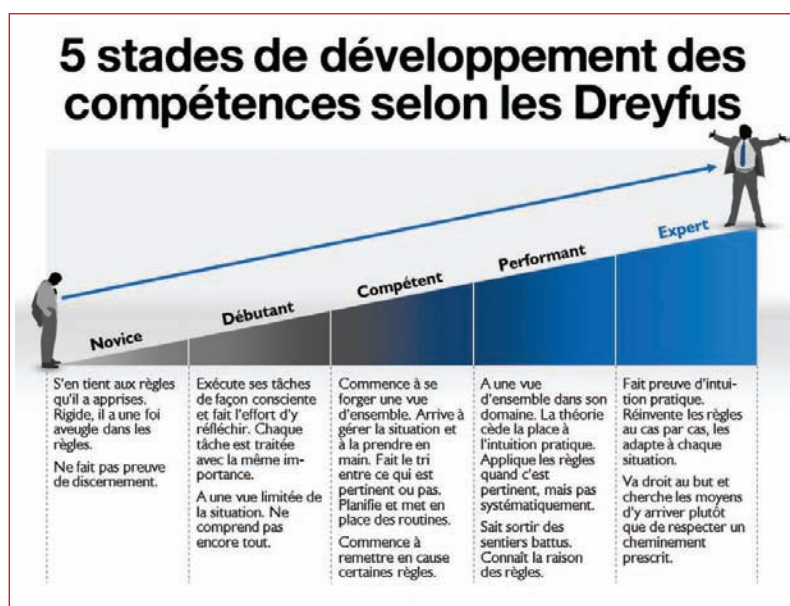 5 stades de développement des
compétences selon les Dreyfus
Novice
Débutant
Compétent
Performant
Expert
S'en tient aux règles
qu'il a apprises.
Rigide, il a une foi
aveugle dans les
règles.
Ne fait pas preuve
de discernement.
Exécute ses tâches
de façon consciente
et fait l'effort d'y
réfléchir. Chaque
tâche est traitée
avec la même im-
portance.
A une vue limitée de
la situation. Ne
comprend pas
encore tout.
Commence à se
forger une vue
d'ensemble. Arrive à
gérer la situation et
à la prendre en
main. Fait le tri
entre ce qui est
pertinent ou pas.
Planifie et met en
place des routines.
Commence à
remettre en cause
certaines règles.
A une vue
d'ensemble dans son
domaine. La théorie
cède la place à
l'intuition pratique.
Applique les règles
quand c'est
pertinent, mais pas
systématiquement.
Sait sortir des
sentiers battus.
Connaît la raison
des règles.
Fait preuve d'intui-
tion pratique.
Réinvente les règles
au cas par cas, les
adapte à chaque
situation.
Va droit au but et
cherche les moyens
d'y arriver plutôt
que de respecter un
cheminement
prescrit.